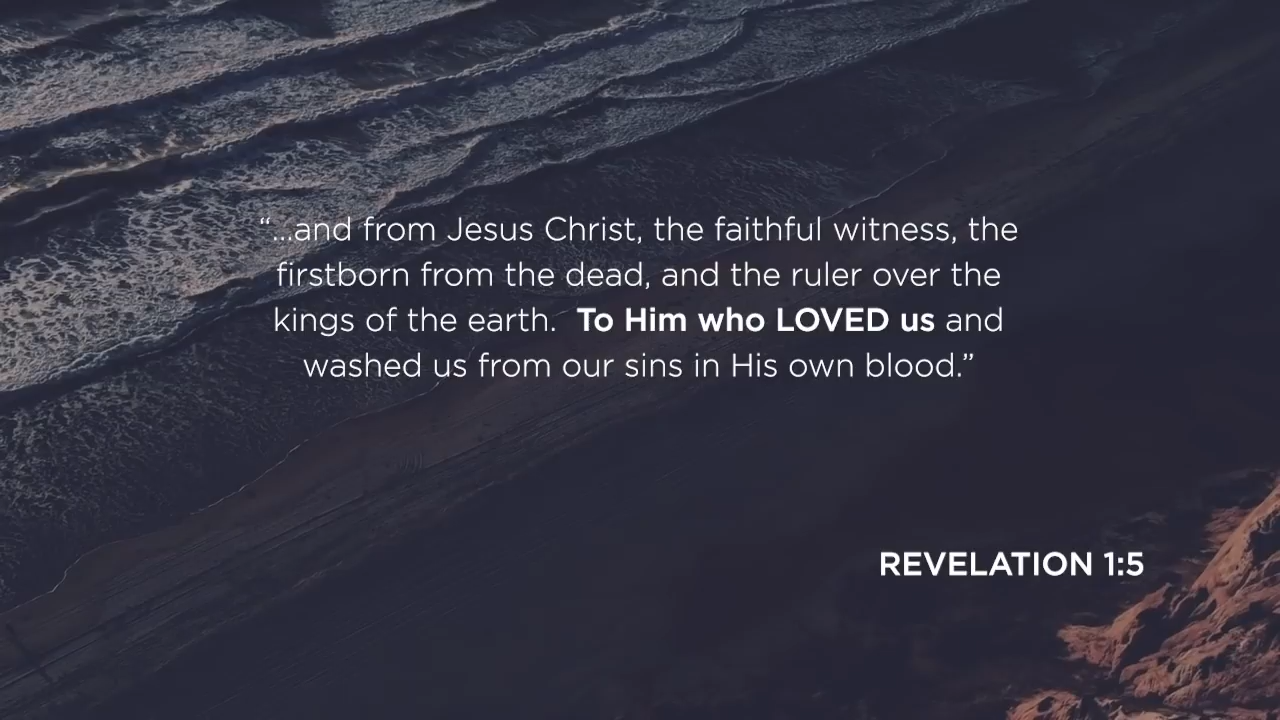 “...and from Jesus Christ, the faithful witness, the
firstborn from the dead, and the ruler over the
kings of the earth.  To Him who LOVED us and
washed us from our sins in His own blood.”
REVELATION 1:5